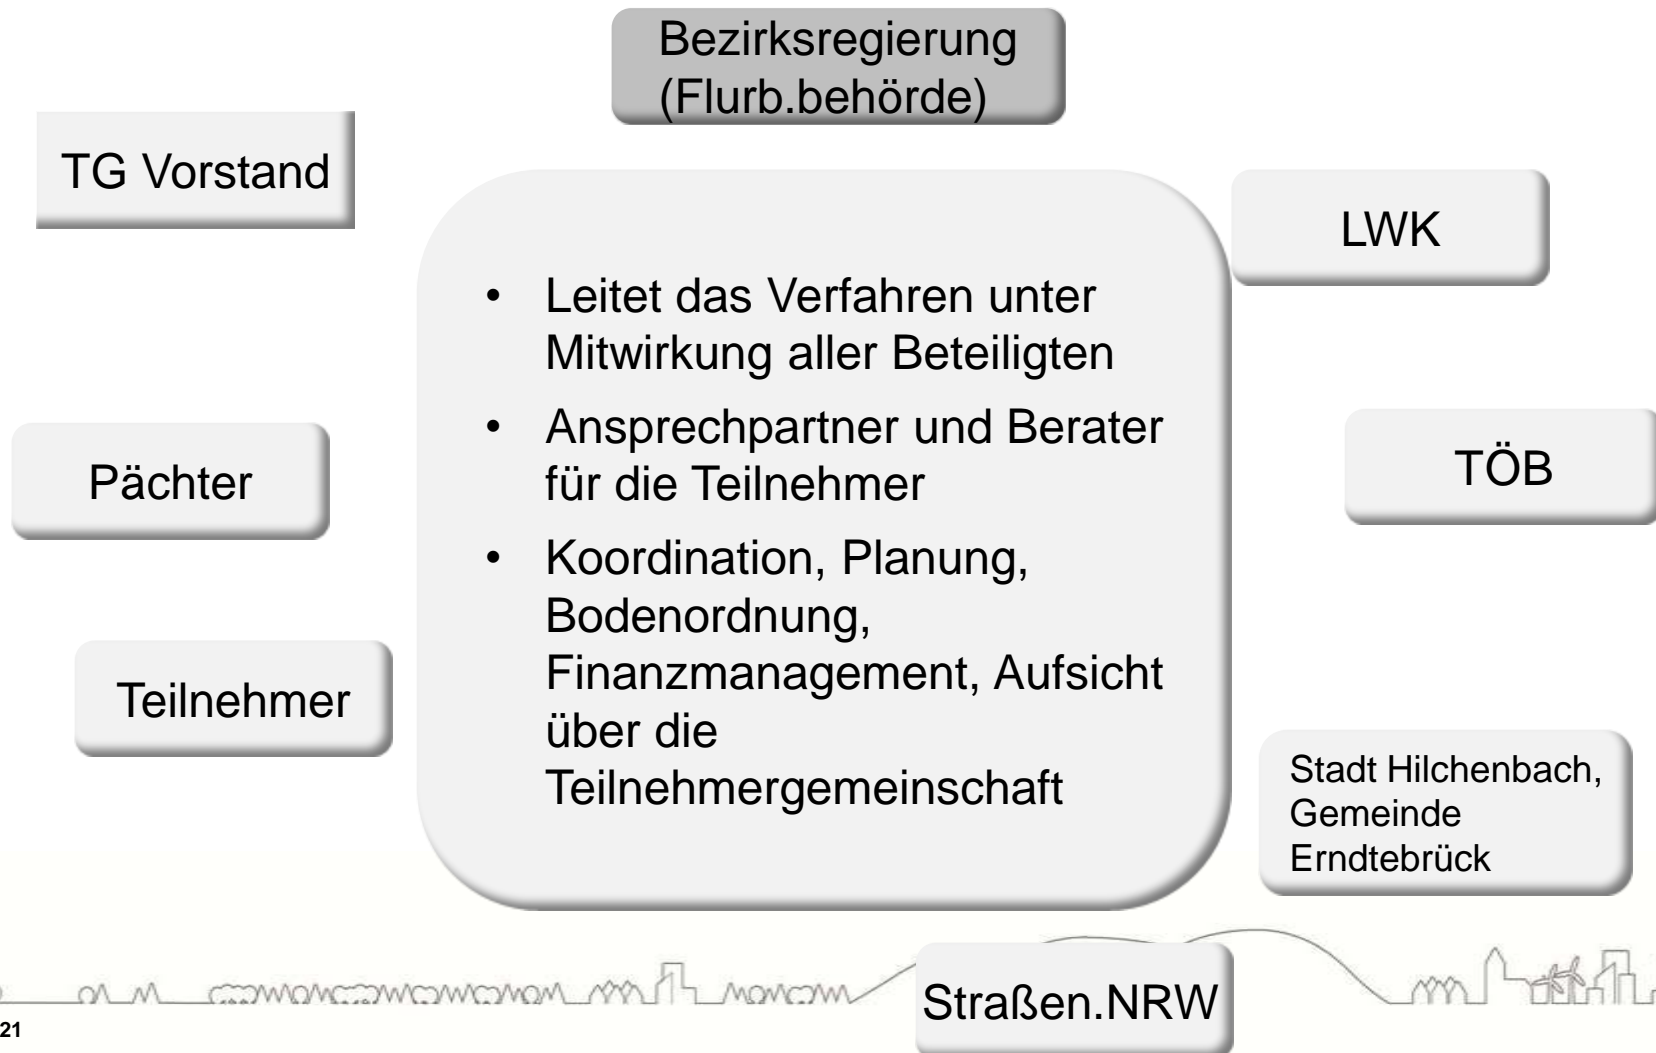 Bezirksregierung
(Flurb.behörde)
TG Vorstand
LWK
• Leitet das Verfahren unter
Mitwirkung aller Beteiligten
• Ansprechpartner und Berater
für die Teilnehmer
• Koordination, Planung,
Bodenordnung,
Finanzmanagement, Aufsicht
über die
Teilnehmergemeinschaft
Pächter
TÖB
Teilnehmer
Stadt Hilchenbach,
Gemeinde
Erndtebrück
Straßen.NRW
21